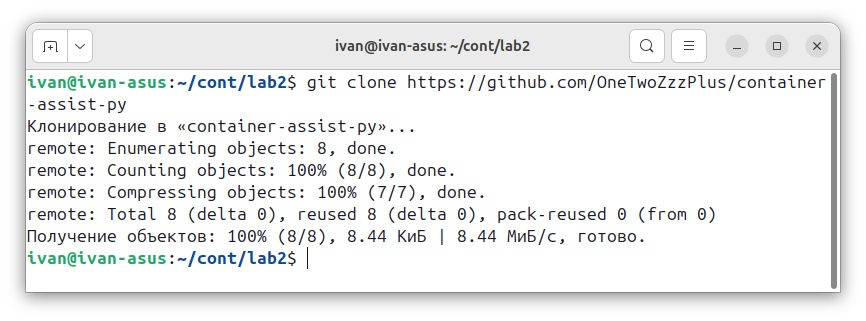 ivan@ivan-asus: ~/cont/lab2
ivan@ivan-asus:~/cont/lab2$ git clone https://github.com/OneTwoZzzPlus/container
-assist-py
Клонирование в «container-assist-py»...
remote: Enumerating objects: 8, done.
remote: Counting objects: 100% (8/8), done.
remote: Compressing objects: 100% (7/7), done.
remote: Total 8 (delta 0), reused 8 (delta 0), pack-reused 0 (from 0)
Получение объектов: 100% (8/8), 8.44 КиБ | 8.44 МиБ/с, готово.
ivan@ivan-asus:~/cont/lab2$